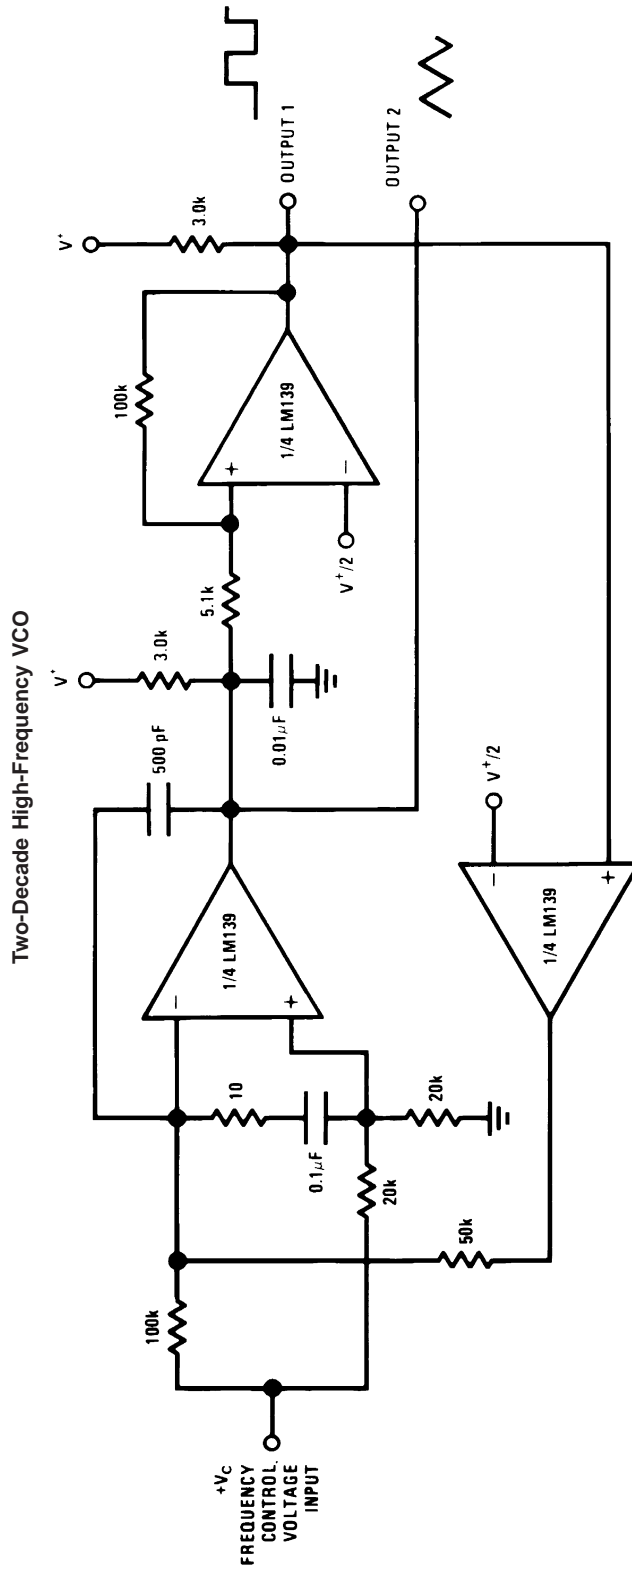 Two-Decade High-Frequency VCO
+VC
FREQUENCY
CONTROL.
VOLTAGE
INPUT
100k
50k
20k
20k
0.1μF
10
−
+
1/4 LM139
500 pF
V+
3.0k
0.01μF
5.1k
100k
+
−
1/4 LM139
V+/2
V+
3.0k
OUTPUT 1
OUTPUT 2
V+/2
−
+
1/4 LM139